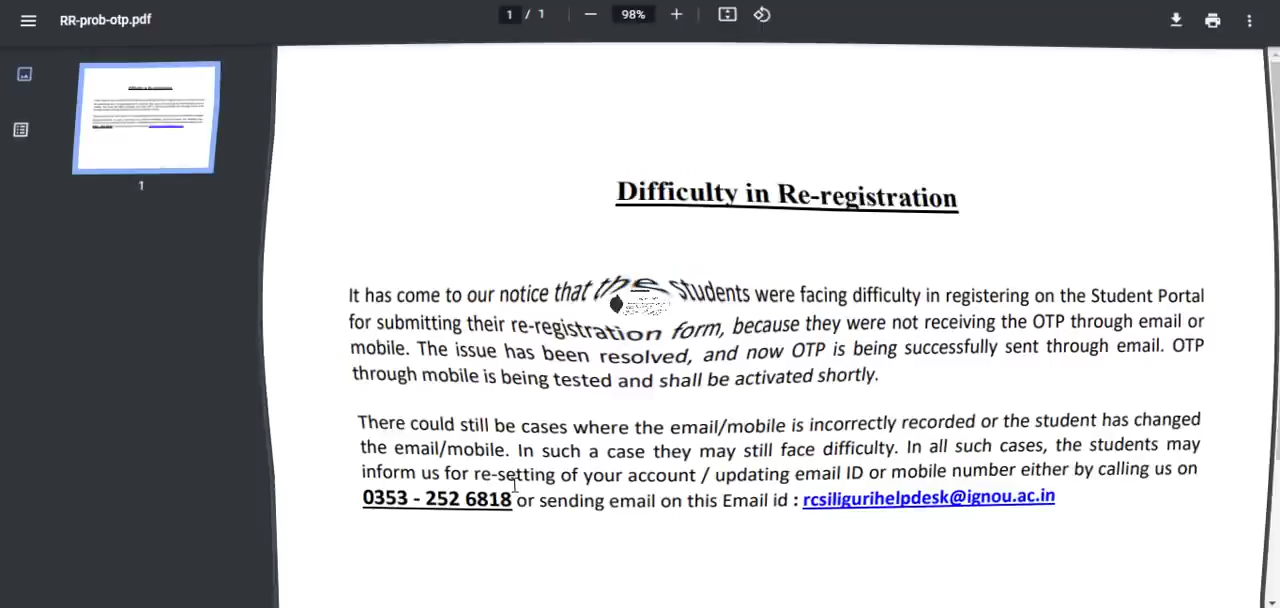 RR-prob-otp.pdf
1 / 1
98%
1
Difficulty in Re-registration
It has come to our notice that the students were facing difficulty in registering on the Student Portal
for submitting their re-registration form, because they were not receiving the OTP through email or
mobile. The issue has been resolved, and now OTP is being successfully sent through email. OTP
through mobile is being tested and shall be activated shortly.
There could still be cases where the email/mobile is incorrectly recorded or the student has changed
the email/mobile. In such a case they may still face difficulty. In all such cases, the students may
inform us for re-setting of your account / updating email ID or mobile number either by calling us on
0353 - 252 6818 or sending email on this Email id : rcsiligurihelpdesk@ignou.ac.in